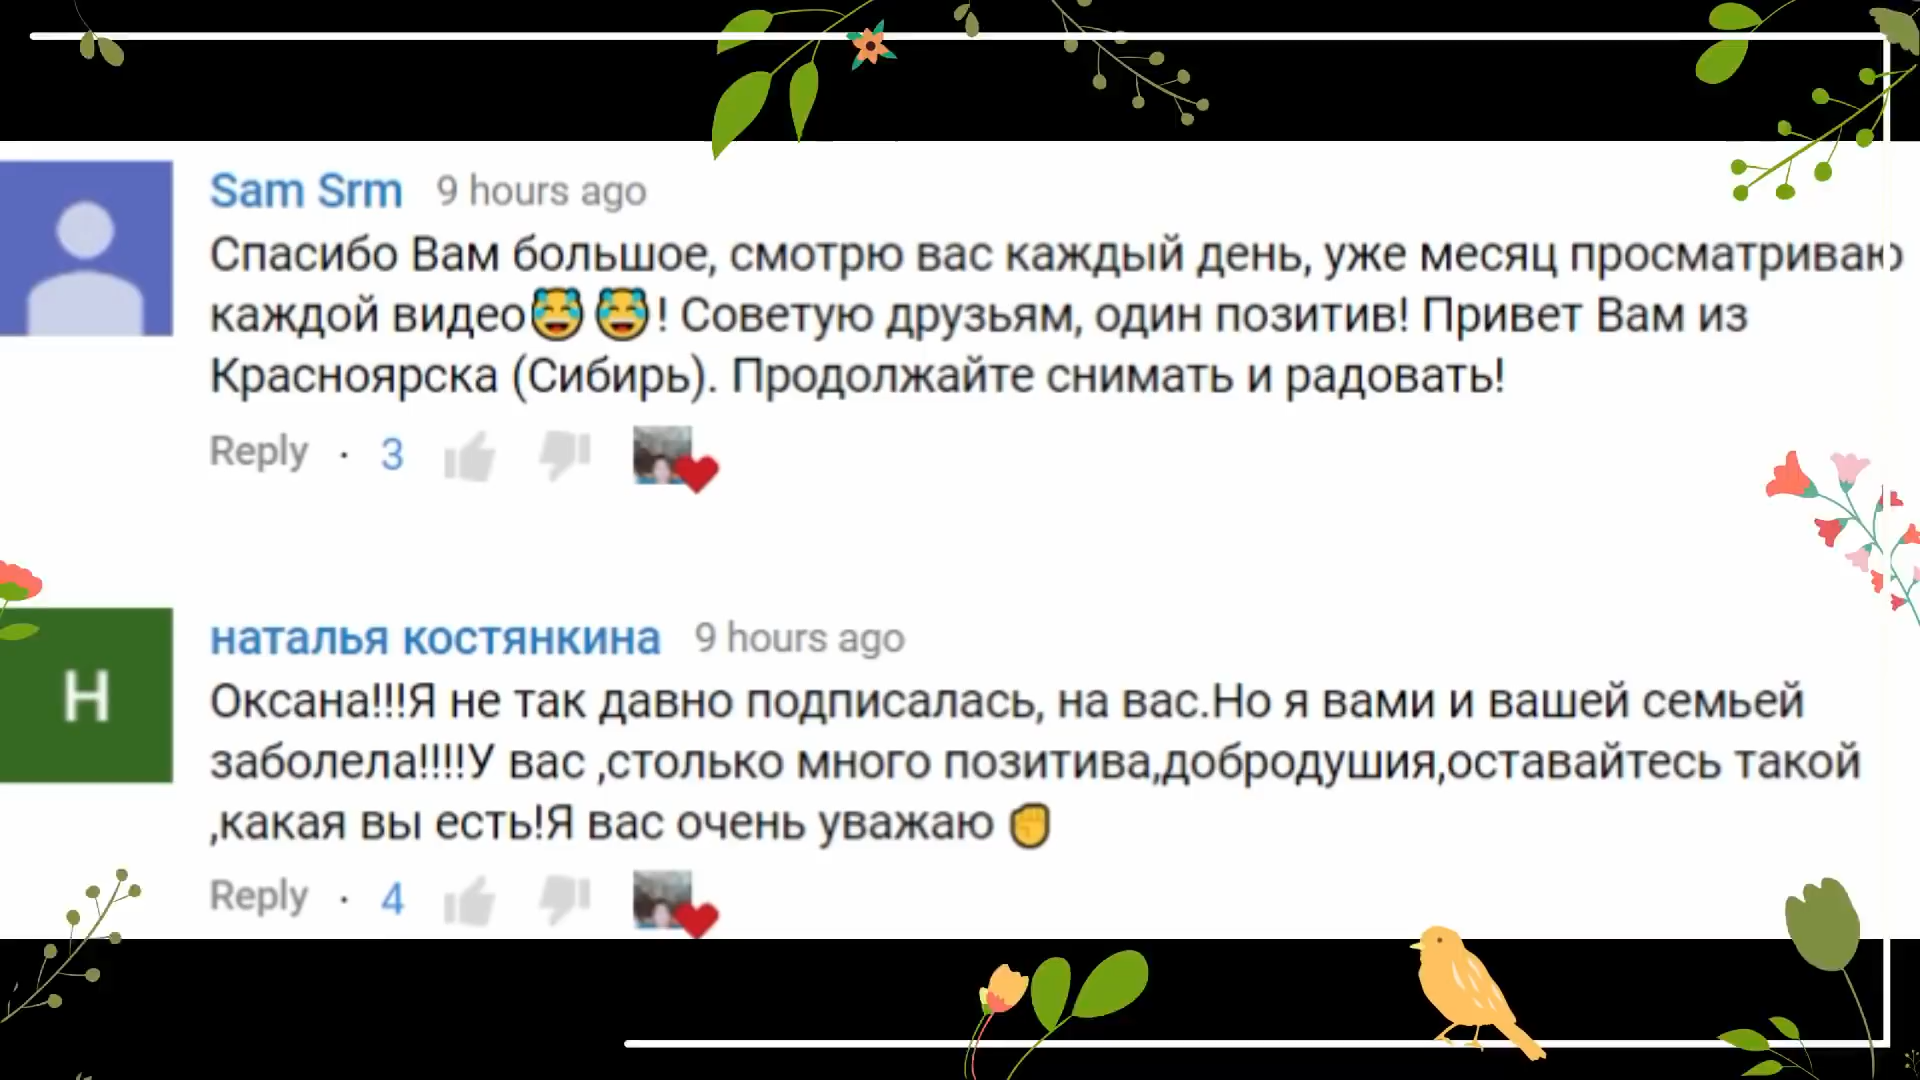 Sam Srm 9 hours ago
Спасибо Вам большое, смотрю вас каждый день, уже месяц просматриваю
каждой видео😅😅! Советую друзьям, один позитив! Привет Вам из
Красноярска (Сибирь). Продолжайте снимать и радовать!
Reply · 3
Н
наталья костянкина 9 hours ago
Оксана!!!Я не так давно подписалась, на вас.Но я вами и вашей семьей
заболела!!!!У вас ,столько много позитива,добродушия,оставайтесь такой
,какая вы есть!Я вас очень уважаю ✊
Reply · 4